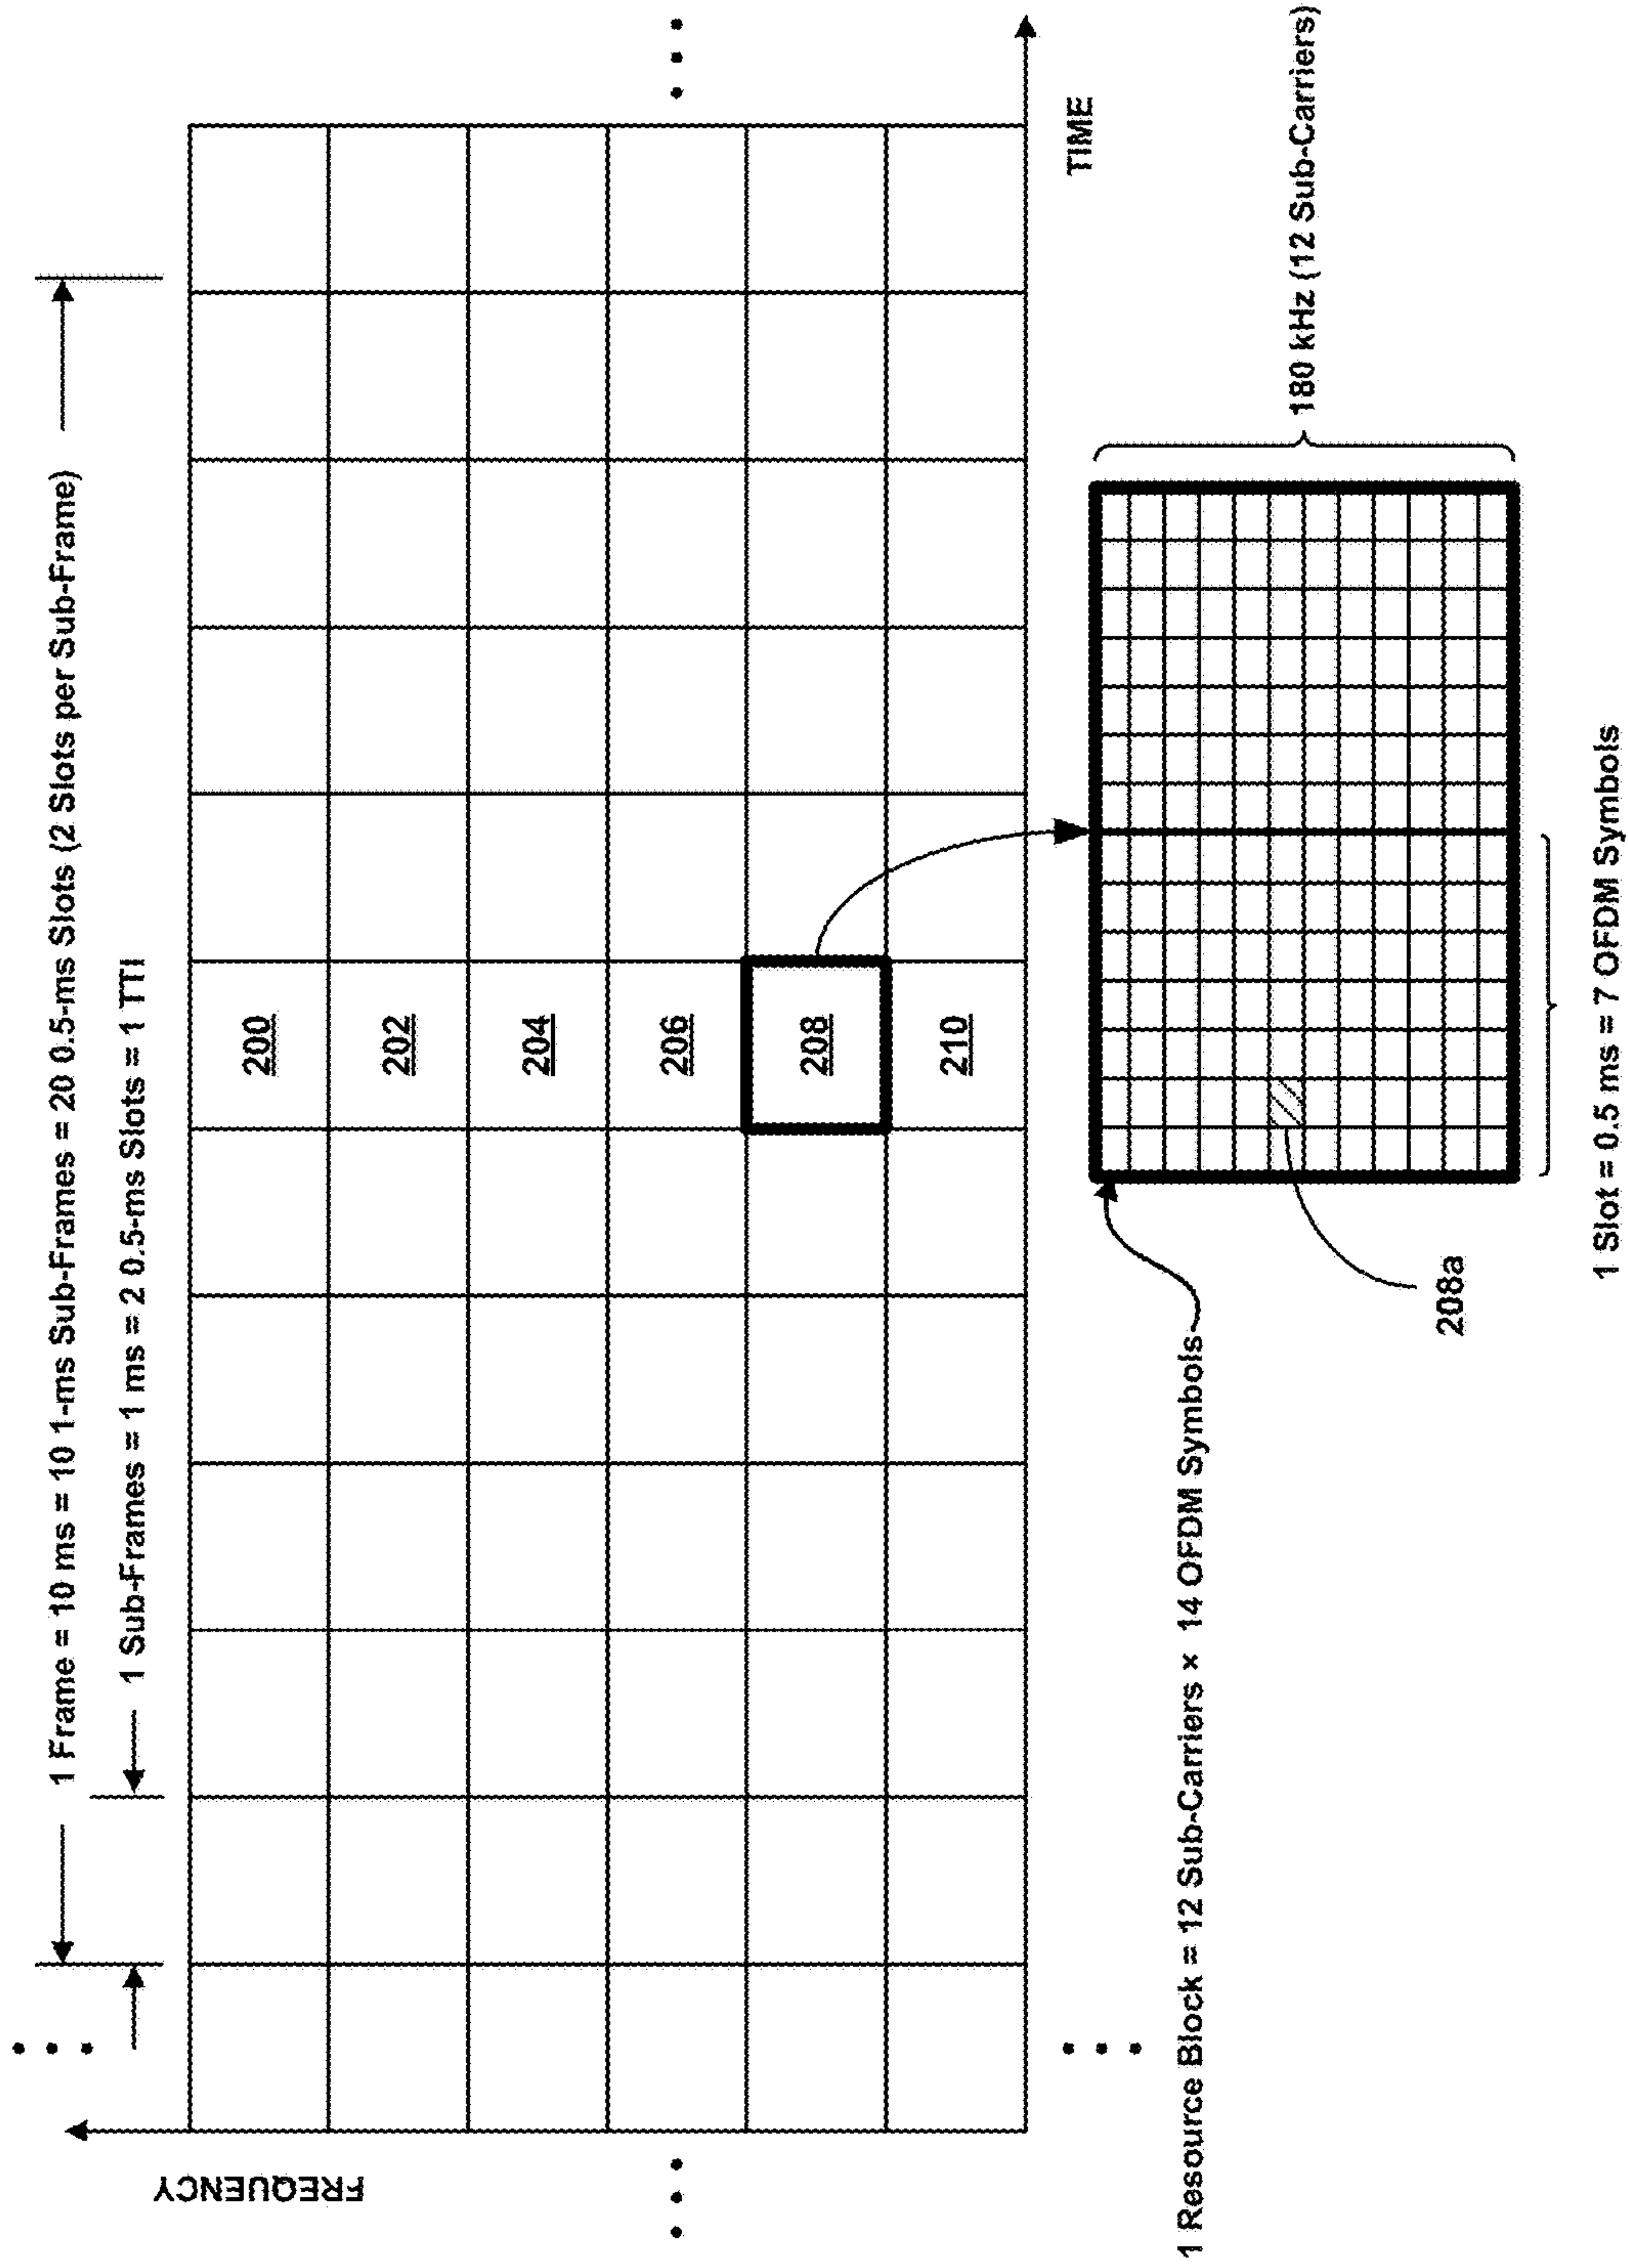 1 Frame = 10 ms = 10 1-ms Sub-Frames = 20 0.5-ms Slots (2 Slots per Sub-Frame)
1 Sub-Frames = 1 ms = 2 0.5-ms Slots = 1 TTI
FREQUENCY
200
202
204
206
208
210
TIME
1 Resource Block = 12 Sub-Carriers × 14 OFDM Symbols
180 kHz (12 Sub-Carriers)
208a
1 Slot = 0.5 ms = 7 OFDM Symbols